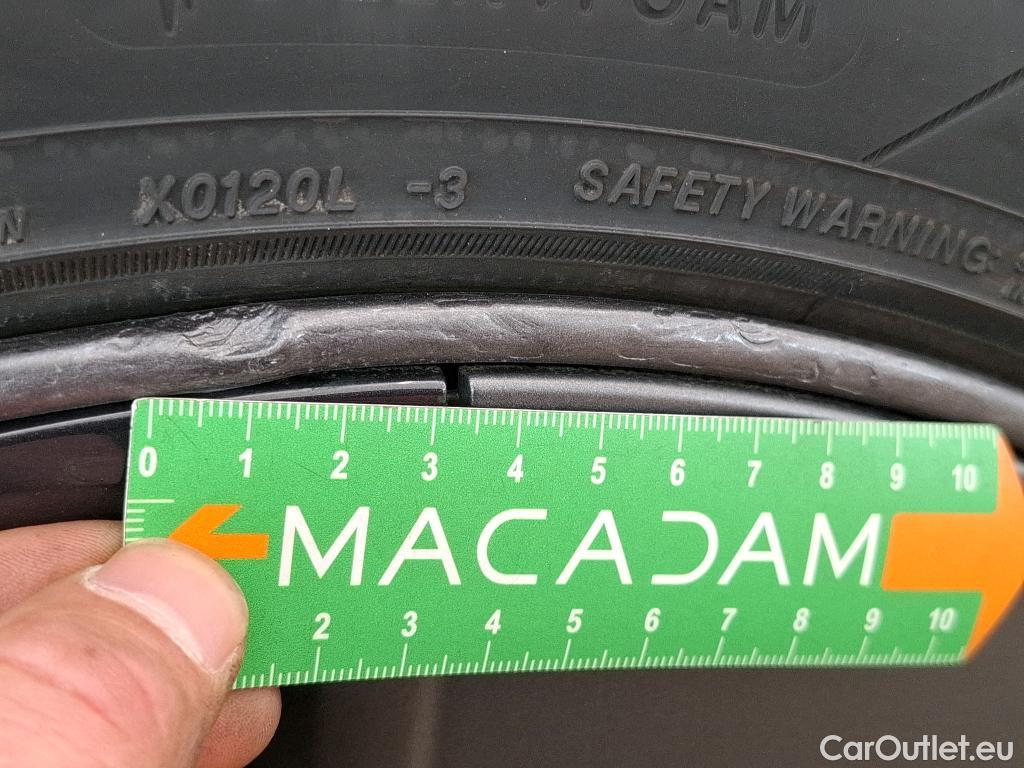 FOAM
N X0120L -3 SAFETY WARNING:
0 1 2 3 4 5 6 7 8 9 10
MACADAM
2 3 4 5 6 7 8 9 10
CarOutlet.eu